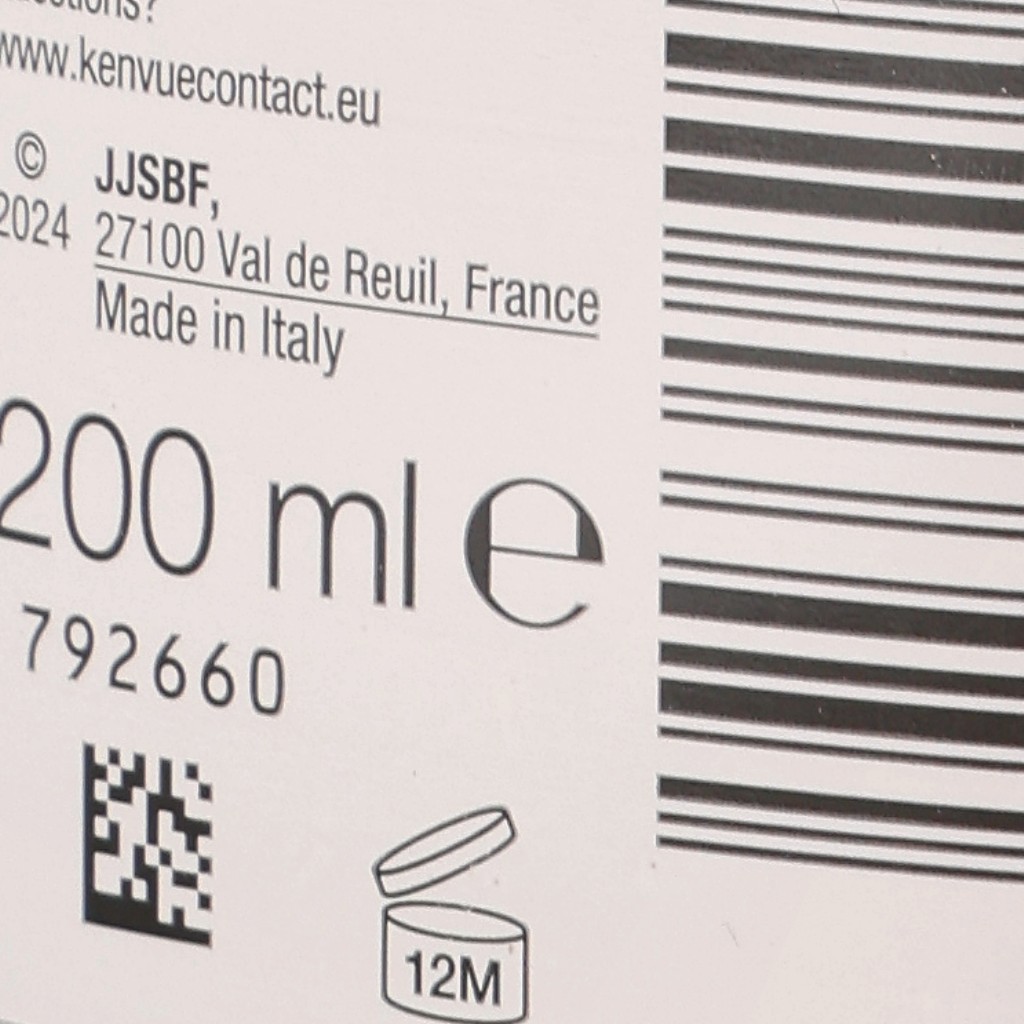 www.kenvuecontact.eu
© JJSBF,
2024 27100 Val de Reuil, France
Made in Italy
200 ml ℮
792660
12M